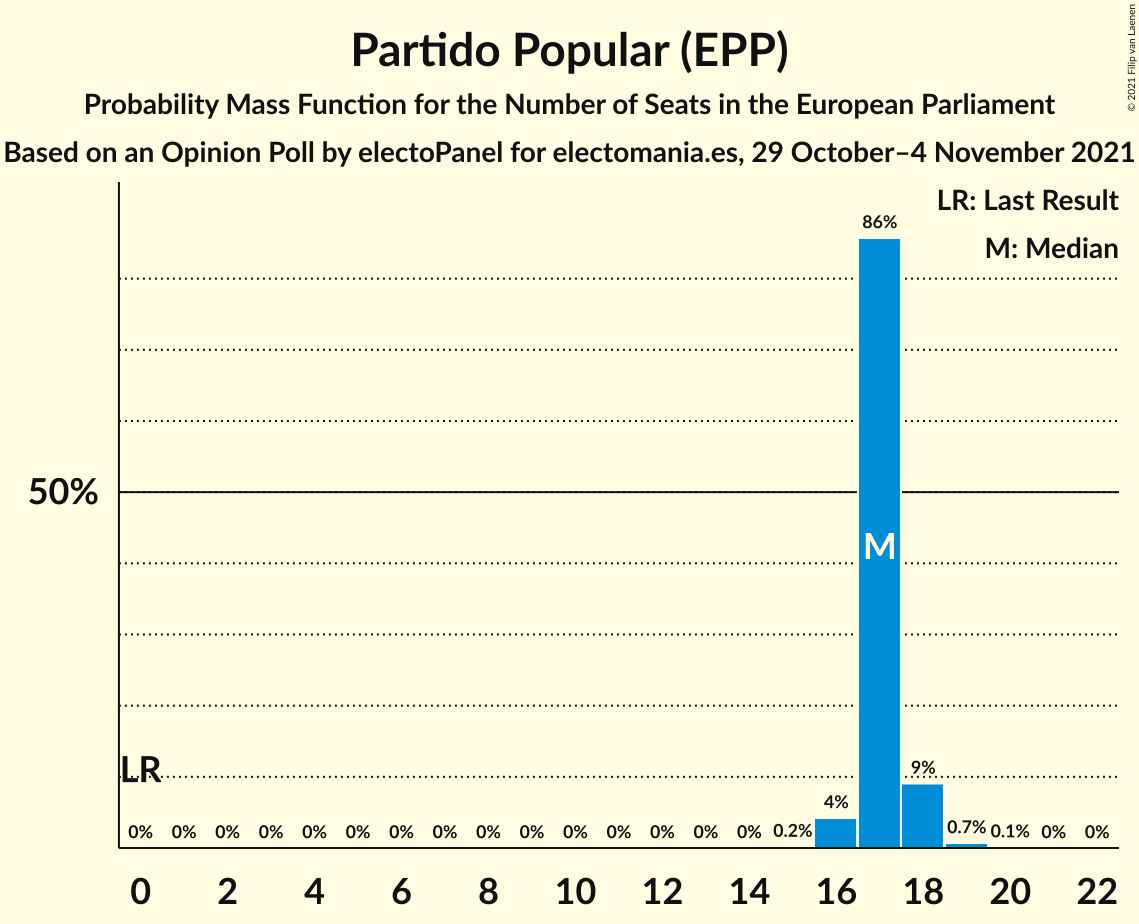 Partido Popular (EPP)
Probability Mass Function for the Number of Seats in the European Parliament
Based on an Opinion Poll by electoPanel for electomania.es, 29 October–4 November 2021
© 2021 Filip van Laenen
LR: Last Result
M: Median
86%
50%
M
LR
9%
4%
0% 0% 0% 0% 0% 0% 0% 0% 0% 0% 0% 0% 0% 0% 0% 0.2% 0.7% 0.1% 0% 0%
0 2 4 6 8 10 12 14 16 18 20 22